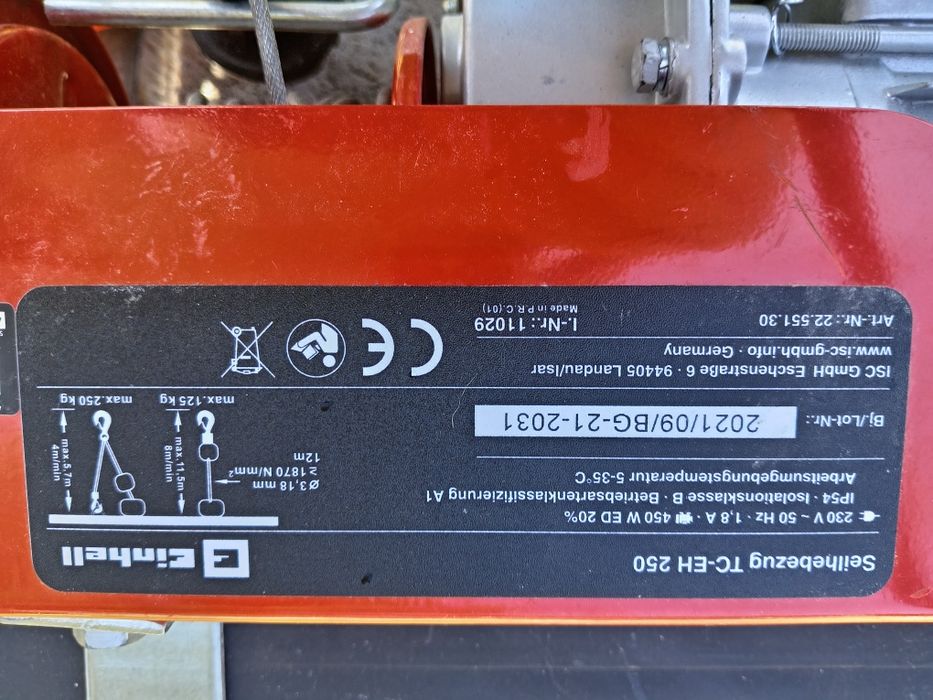 Seilhebezug TC-EH 250
Einhell
230 V ~ 50 Hz · 1,8 A · 450 W ED 20%
IP54 · Isolationsklasse B · Betriebsartenklassifizierung A1
Arbeitsumgebungstemperatur 5-35°C
Bj./Lot-Nr.: 2021/09/BG-21-2031
ISC GmbH Eschenstraße 6 · 94405 Landau/Isar
www.isc-gmbh.info · Germany
Art.-Nr.: 22.551.30
I.-Nr.: 11029
Made in P.R.C.(01)
Ø3,18 mm
≥1870 N/mm²
12m
max. 11,5m
8m/min
max. 125 kg
max. 5,7m
4m/min
max. 250 kg
CE